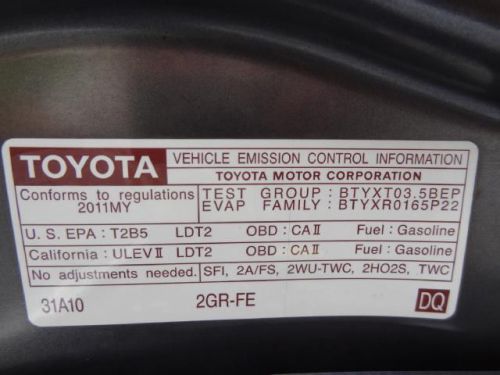 TOYOTA VEHICLE EMISSION CONTROL INFORMATION
TOYOTA MOTOR CORPORATION
Conforms to regulations TEST GROUP : BTYXT03.5BEP
2011MY EVAP FAMILY : BTYXR0165P22
U. S. EPA : T2B5 LDT2 OBD : CAⅡ Fuel : Gasoline
California : ULEVⅡ LDT2 OBD : CAⅡ Fuel : Gasoline
No adjustments needed. SFI, 2A/FS, 2WU-TWC, 2HO2S, TWC
31A10 2GR-FE DQ